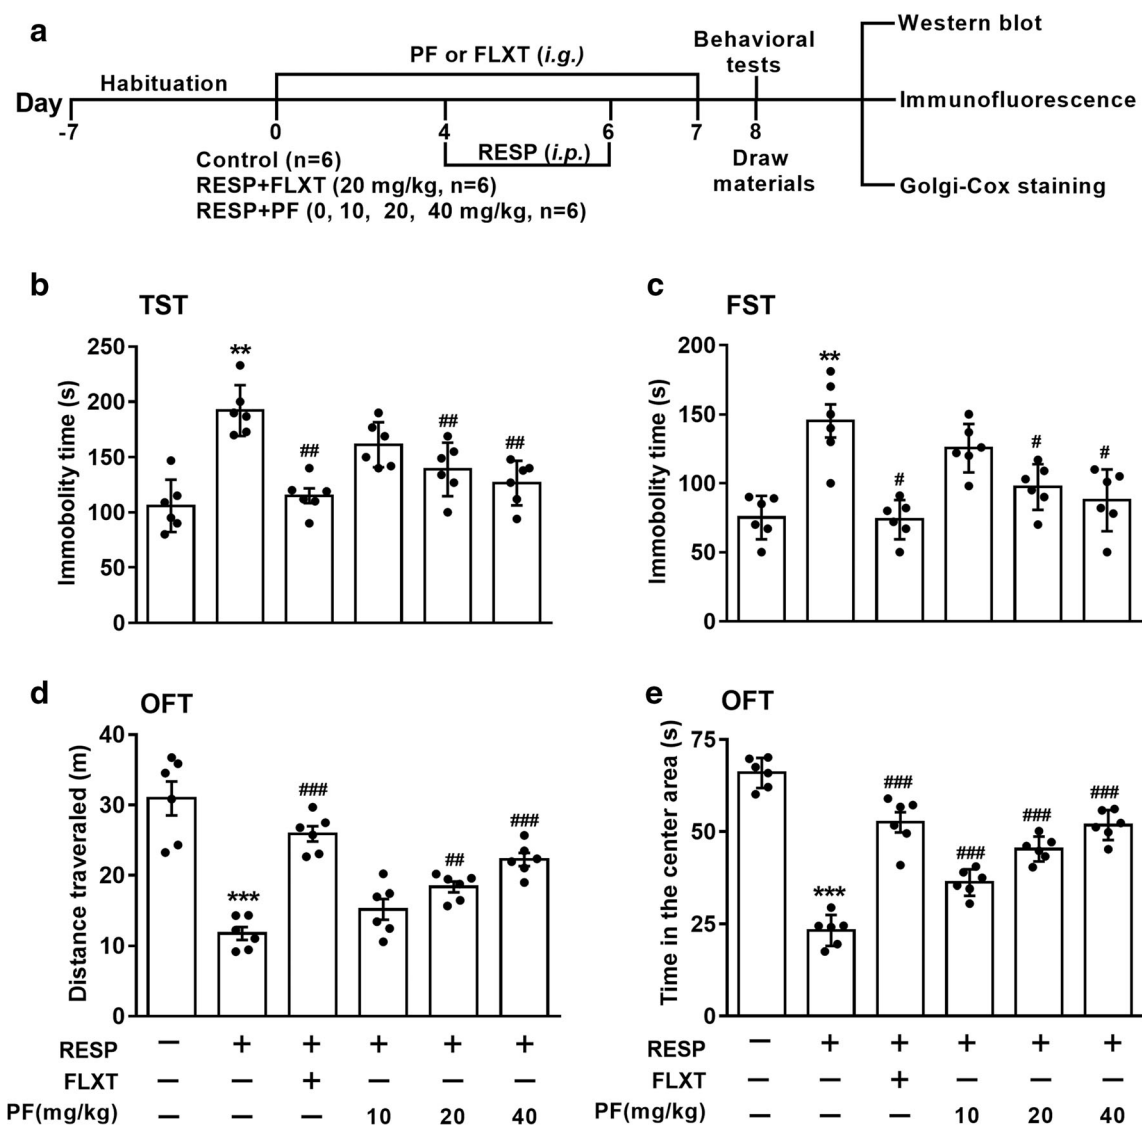 a
Western blot
Behavioral
tests
PF or FLXT (i.g.)
Habituation
Day
Immunofluorescence
-7
0
4
6
7
8
RESP (i.p.)
Draw
materials
Control (n=6)
RESP+FLXT (20 mg/kg, n=6)
RESP+PF (0, 10, 20, 40 mg/kg, n=6)
Golgi-Cox staining
b
TST
Immobolity time (s)
250
200
150
100
50
0
**
##
##
##
c
FST
Immobolity time (s)
200
150
100
50
0
**
#
#
#
d
OFT
Distance traveraled (m)
40
30
20
10
0
***
###
##
###
RESP — + + + + +
FLXT — — + — — —
PF(mg/kg) — — — 10 20 40
e
OFT
Time in the center area (s)
75
50
25
0
***
###
###
###
###
RESP — + + + + +
FLXT — — + — — —
PF(mg/kg) — — — 10 20 40